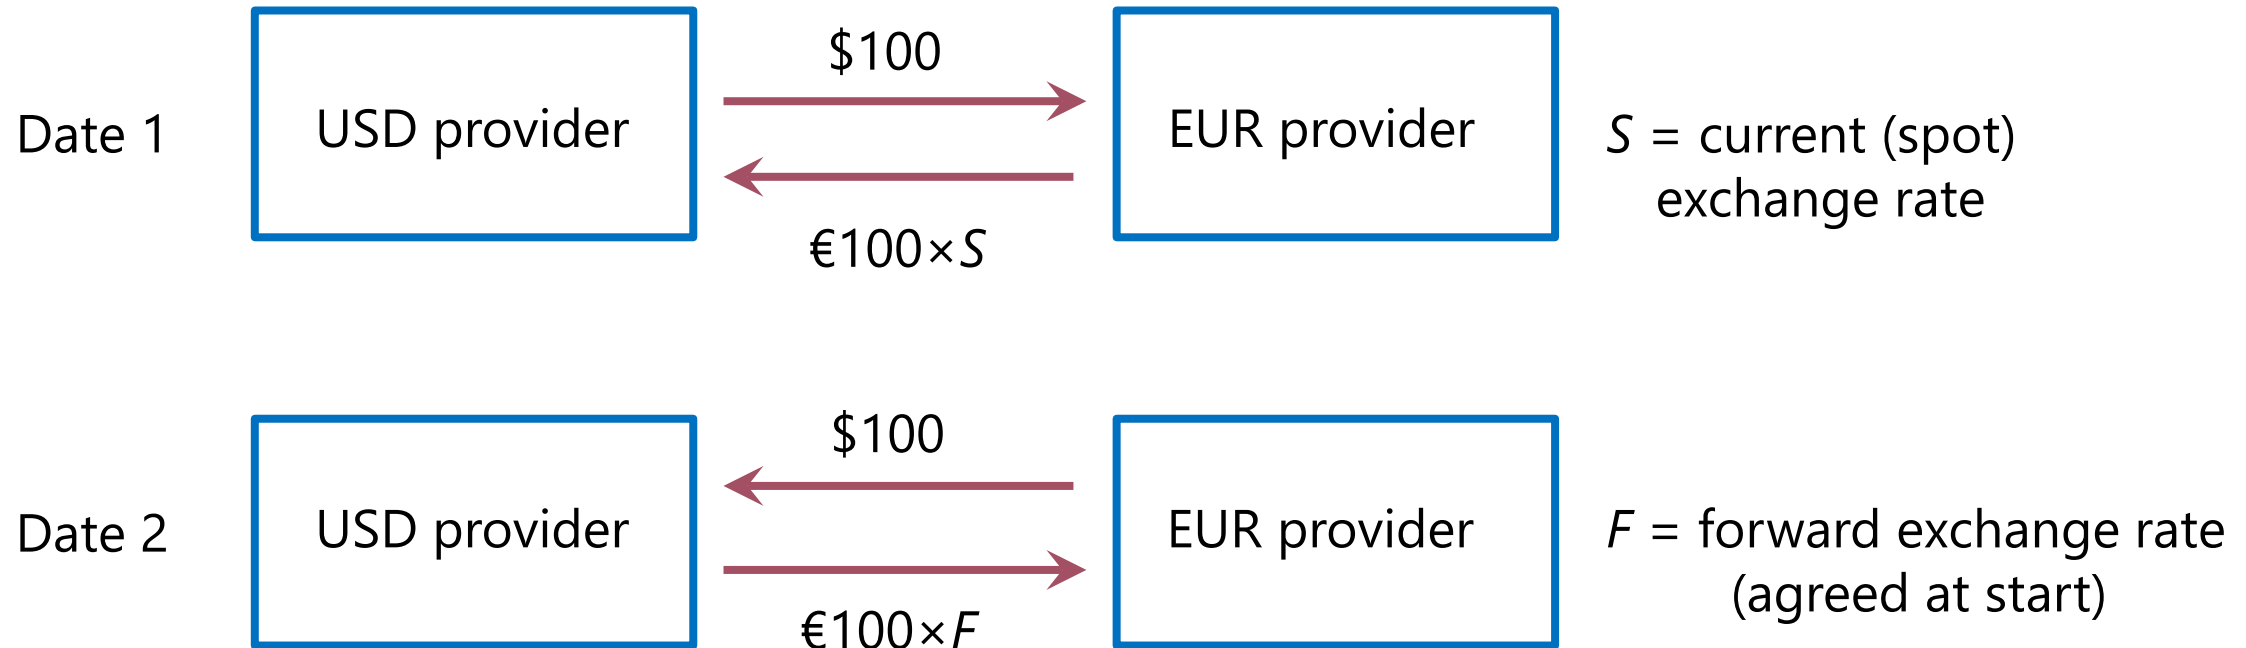 $100
Date 1
USD provider
EUR provider
S = current (spot)
exchange rate
€100×S
$100
Date 2
USD provider
EUR provider
F = forward exchange rate
(agreed at start)
€100×F